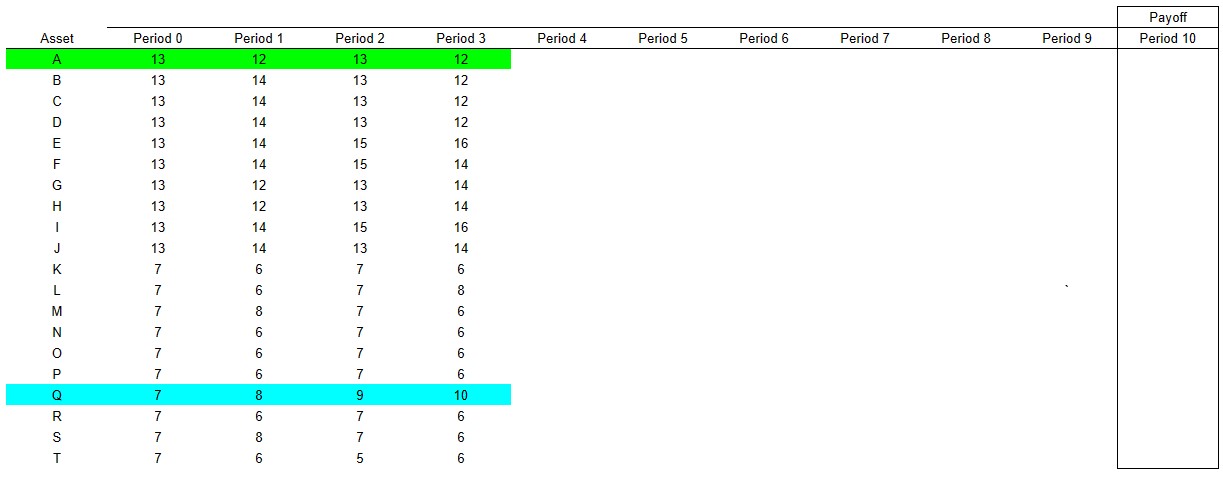 Payoff
Asset Period 0 Period 1 Period 2 Period 3 Period 4 Period 5 Period 6 Period 7 Period 8 Period 9 Period 10
A 13 12 13 12
B 13 14 13 12
C 13 14 13 12
D 13 14 13 12
E 13 14 15 16
F 13 14 15 14
G 13 12 13 14
H 13 12 13 14
I 13 14 15 16
J 13 14 13 14
K 7 6 7 6
L 7 6 7 8 `
M 7 8 7 6
N 7 6 7 6
O 7 6 7 6
P 7 6 7 6
Q 7 8 9 10
R 7 6 7 6
S 7 8 7 6
T 7 6 5 6